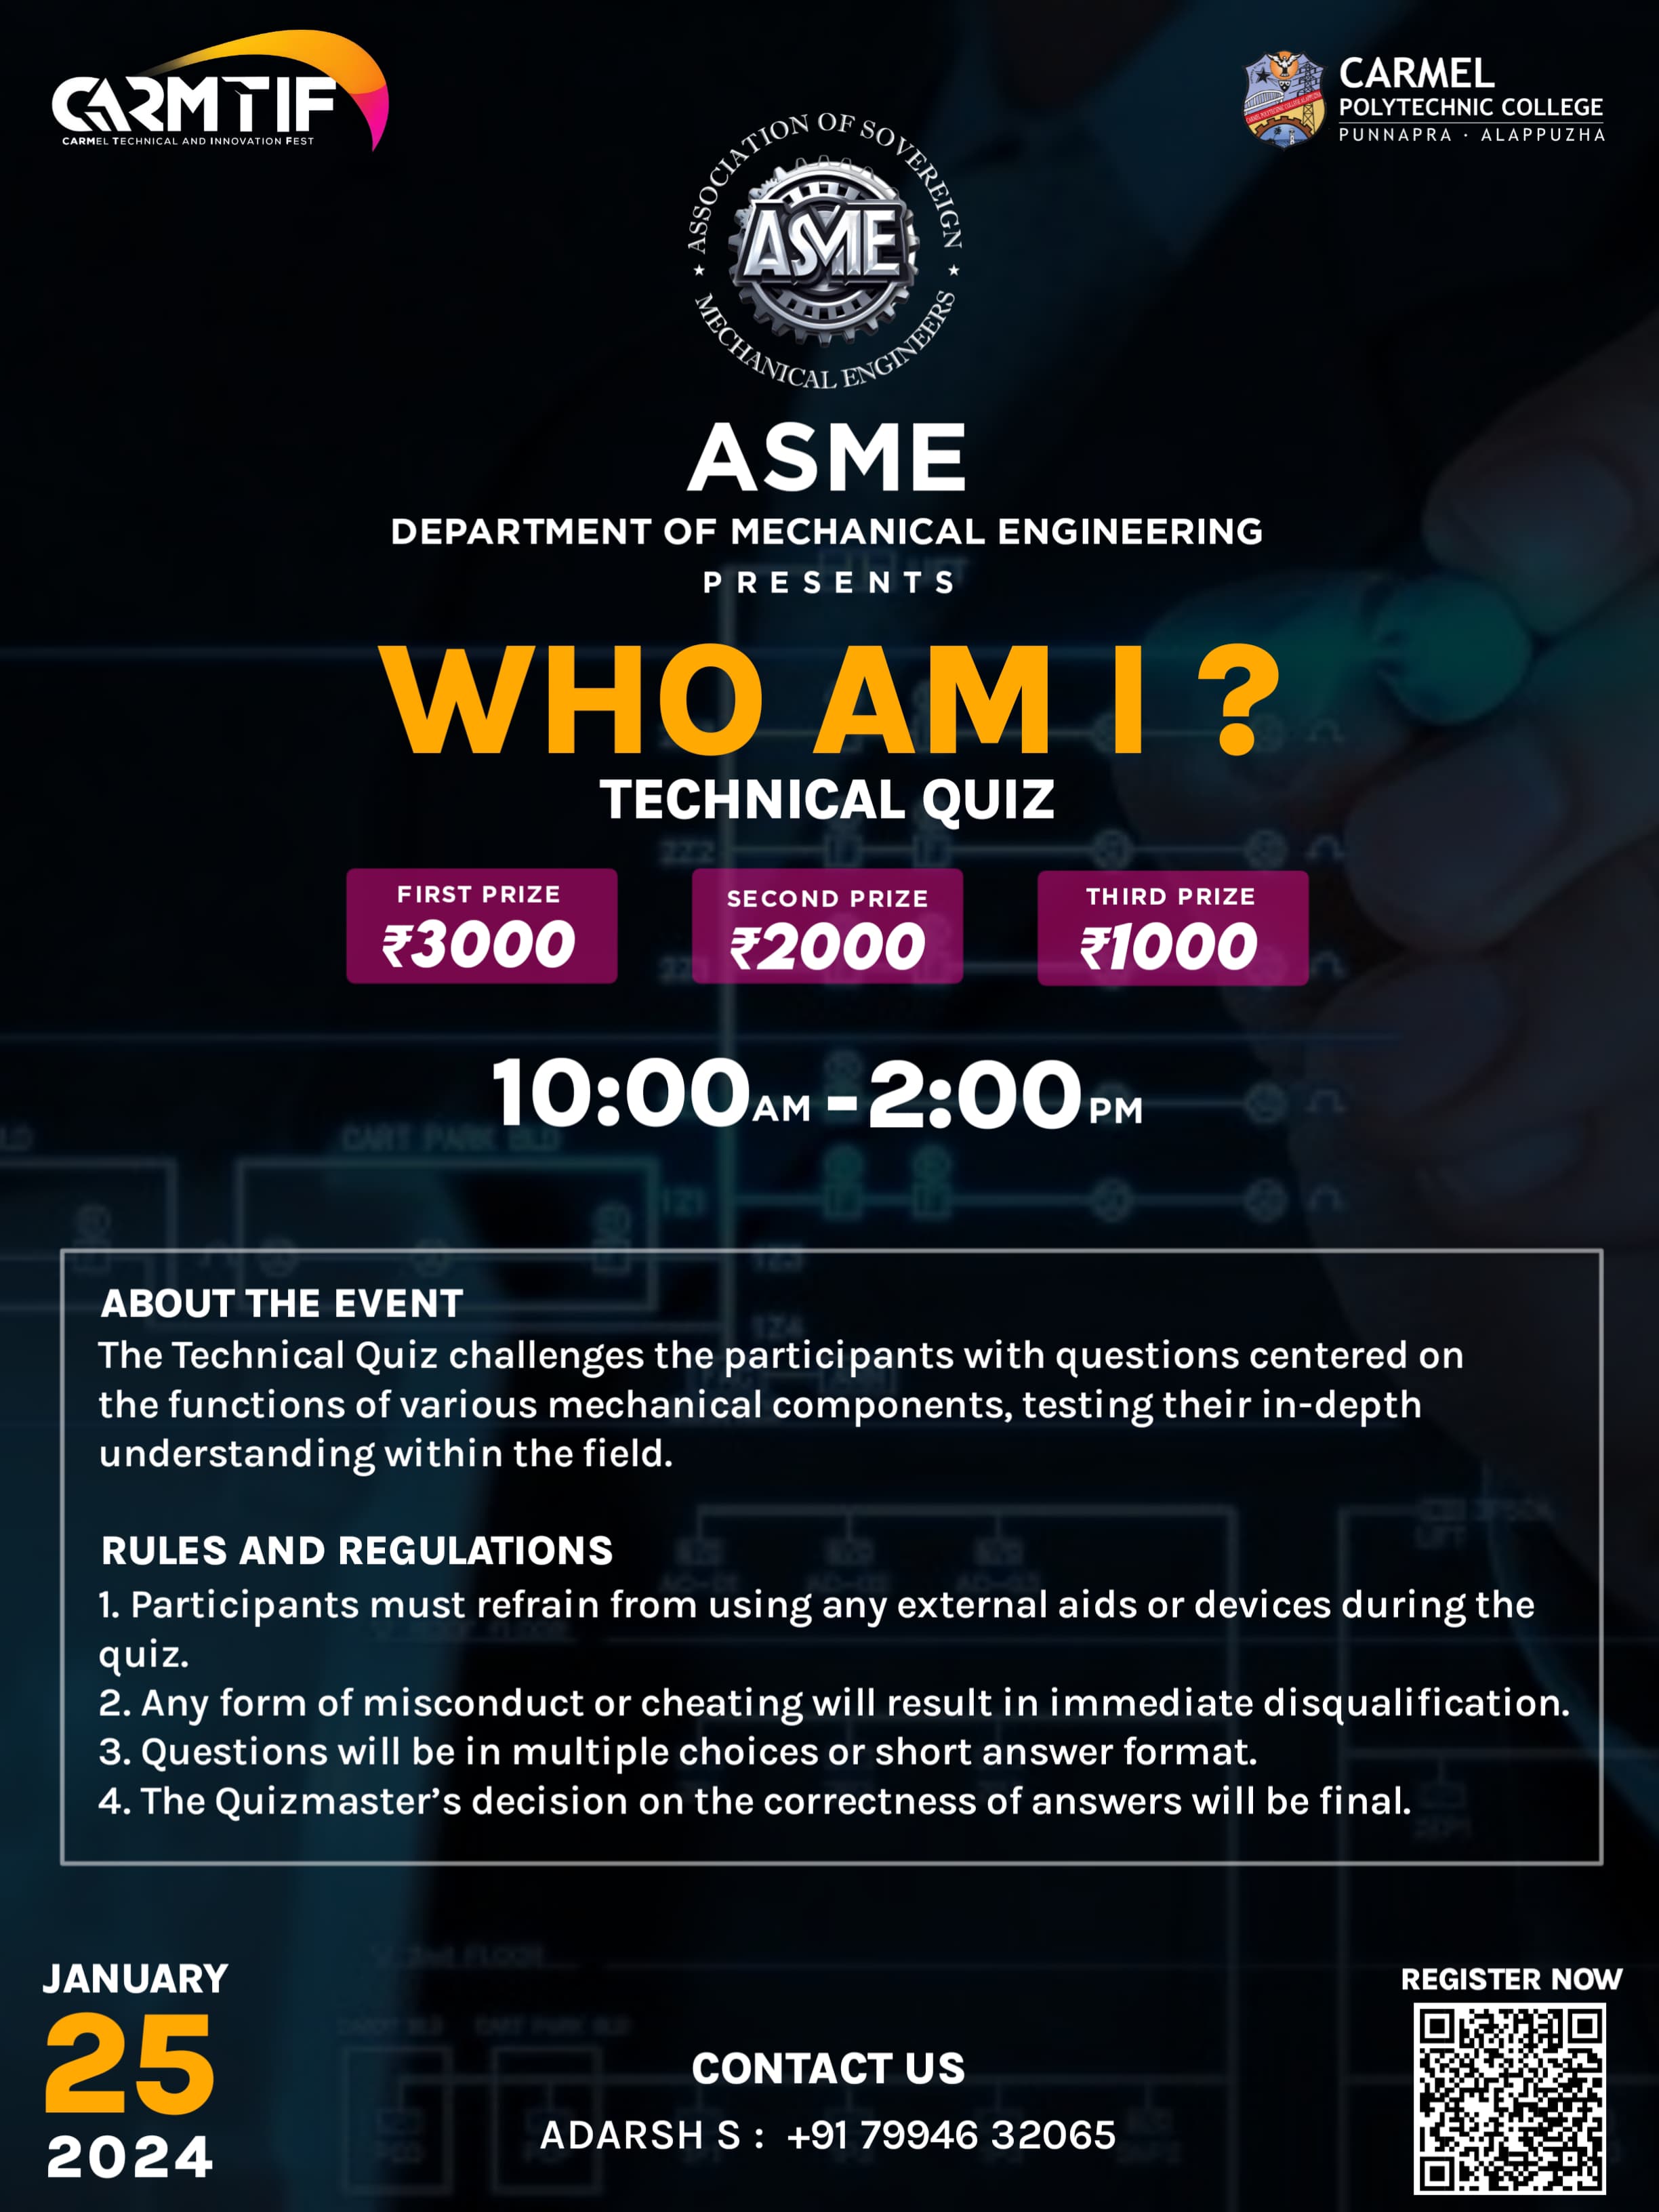 CARMTIF
CARMEL TECHNICAL AND INNOVATION FEST
CARMEL
POLYTECHNIC COLLEGE
PUNNAPRA · ALAPPUZHA
ASSOCIATION OF SOVEREIGN
ASME
MECHANICAL ENGINEERS
ASME
DEPARTMENT OF MECHANICAL ENGINEERING
PRESENTS
WHO AM I ?
TECHNICAL QUIZ
FIRST PRIZE
₹3000
SECOND PRIZE
₹2000
THIRD PRIZE
₹1000
10:00 AM - 2:00 PM
ABOUT THE EVENT
The Technical Quiz challenges the participants with questions centered on
the functions of various mechanical components, testing their in-depth
understanding within the field.
RULES AND REGULATIONS
1. Participants must refrain from using any external aids or devices during the
quiz.
2. Any form of misconduct or cheating will result in immediate disqualification.
3. Questions will be in multiple choices or short answer format.
4. The Quizmaster’s decision on the correctness of answers will be final.
JANUARY
25
2024
CONTACT US
ADARSH S : +91 79946 32065
REGISTER NOW